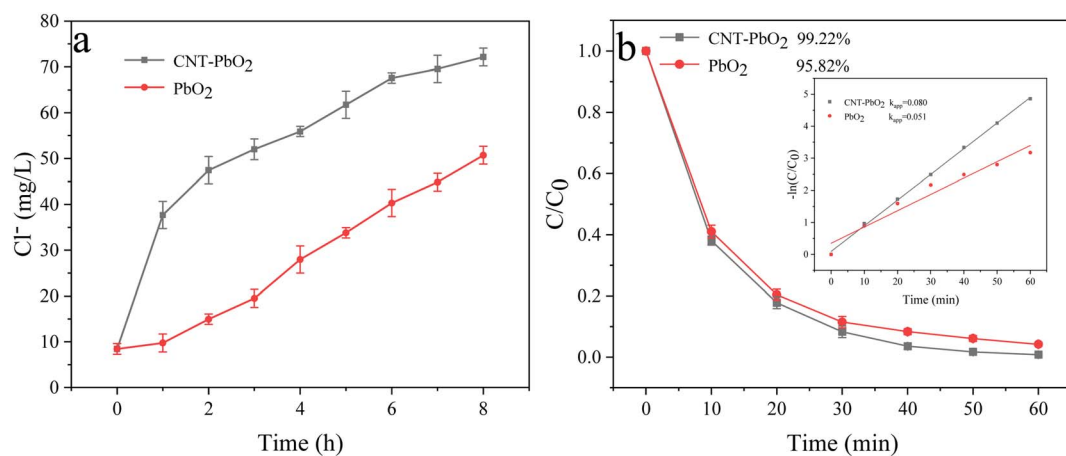 a
CNT-PbO₂
PbO₂
Cl⁻ (mg/L)
80
70
60
50
40
30
20
10
0
0 2 4 6 8
Time (h)
b
CNT-PbO₂ 99.22%
PbO₂ 95.82%
C/C₀
1.0
0.8
0.6
0.4
0.2
0.0
0 10 20 30 40 50 60
Time (min)
CNT-PbO₂ kapp=0.080
PbO₂ kapp=0.051
-ln(C/C₀)
5
4
3
2
1
0
0 10 20 30 40 50 60
Time (min)